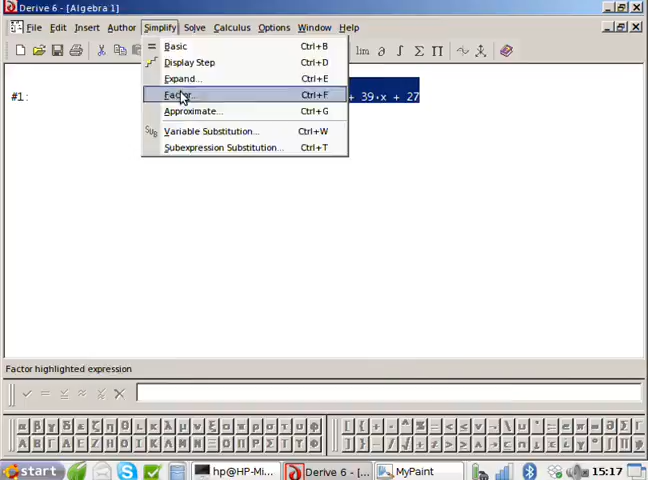 Derive 6 - [Algebra 1]
File Edit Insert Author Simplify Solve Calculus Options Window Help
= Basic Ctrl+B
Display Step Ctrl+D
Expand... Ctrl+E
Factor... Ctrl+F
Approximate... Ctrl+G
SUB Variable Substitution... Ctrl+W
Subexpression Substitution... Ctrl+T
lim ∂ ∫ Σ Π
#1: + 39·x + 27
Factor highlighted expression
α β γ δ ε ζ η θ ι κ λ μ ν ξ ο π ρ σ τ υ φ
Α Β Γ Δ Ε Ζ Η Θ Ι Κ Λ Μ Ν Ξ Ο Π Ρ Σ Τ Υ Φ
start hp@HP-Mi... Derive 6 - [... MyPaint 15:17